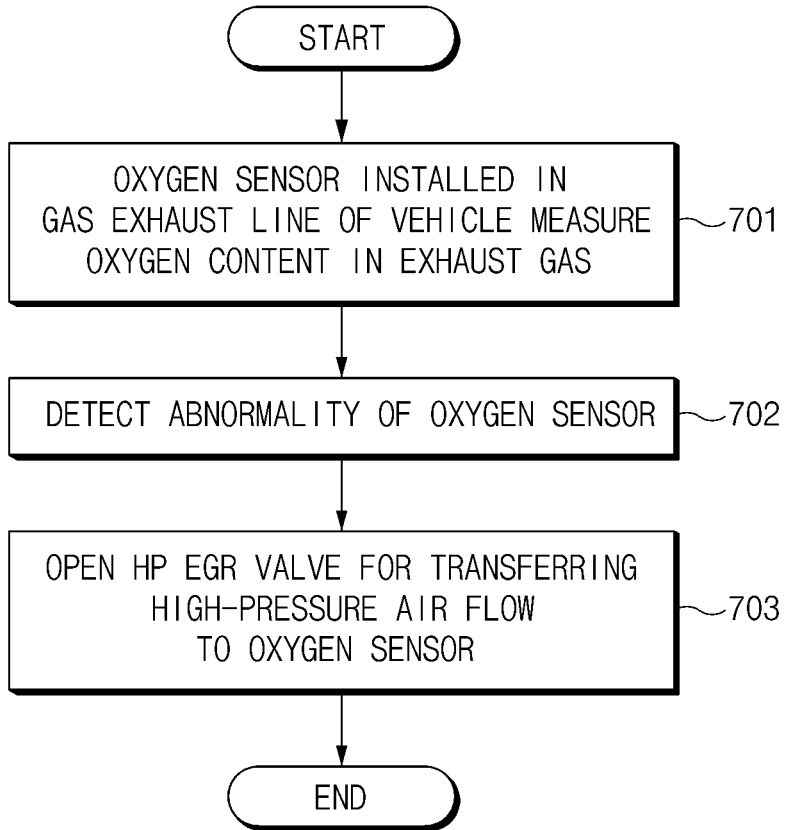 START
OXYGEN SENSOR INSTALLED IN
GAS EXHAUST LINE OF VEHICLE MEASURE
OXYGEN CONTENT IN EXHAUST GAS
701
DETECT ABNORMALITY OF OXYGEN SENSOR
702
OPEN HP EGR VALVE FOR TRANSFERRING
HIGH-PRESSURE AIR FLOW
TO OXYGEN SENSOR
703
END